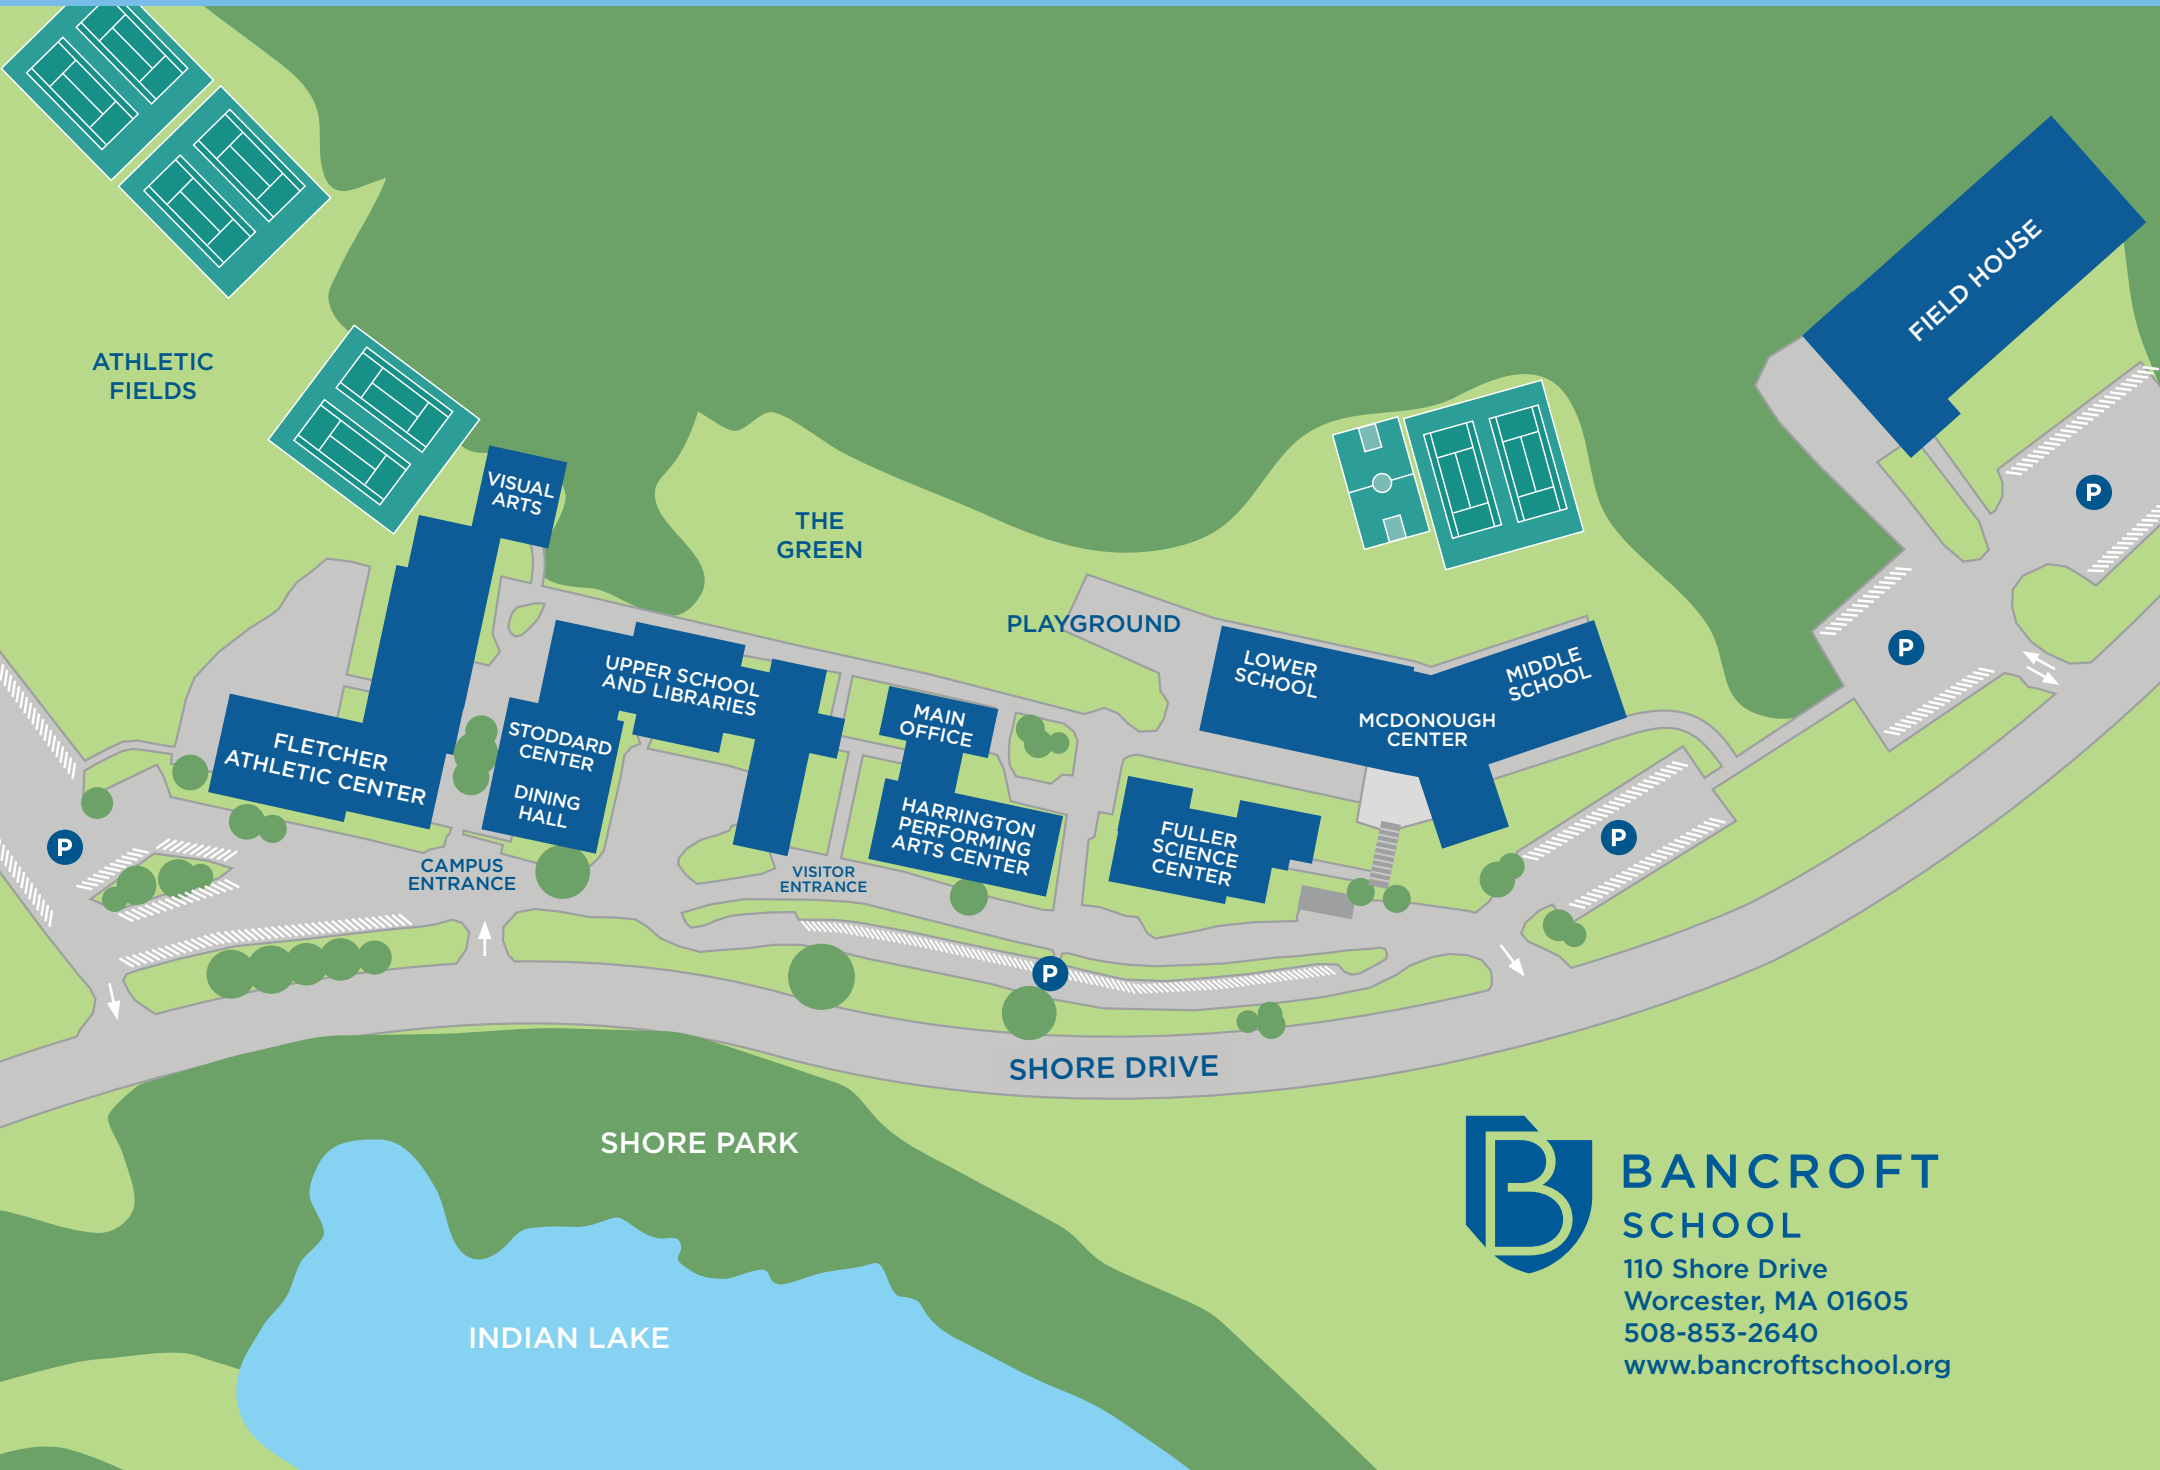 FIELD HOUSE
ATHLETIC
FIELDS
VISUAL
ARTS
THE
GREEN
P
PLAYGROUND
P
LOWER
SCHOOL
MIDDLE
SCHOOL
UPPER SCHOOL
AND LIBRARIES
MAIN
OFFICE
MCDONOUGH
CENTER
STODDARD
CENTER
DINING
HALL
FLETCHER
ATHLETIC CENTER
HARRINGTON
PERFORMING
ARTS CENTER
FULLER
SCIENCE
CENTER
P
P
CAMPUS
ENTRANCE
VISITOR
ENTRANCE
P
SHORE DRIVE
SHORE PARK
INDIAN LAKE
B
BANCROFT
SCHOOL
110 Shore Drive
Worcester, MA 01605
508-853-2640
www.bancroftschool.org